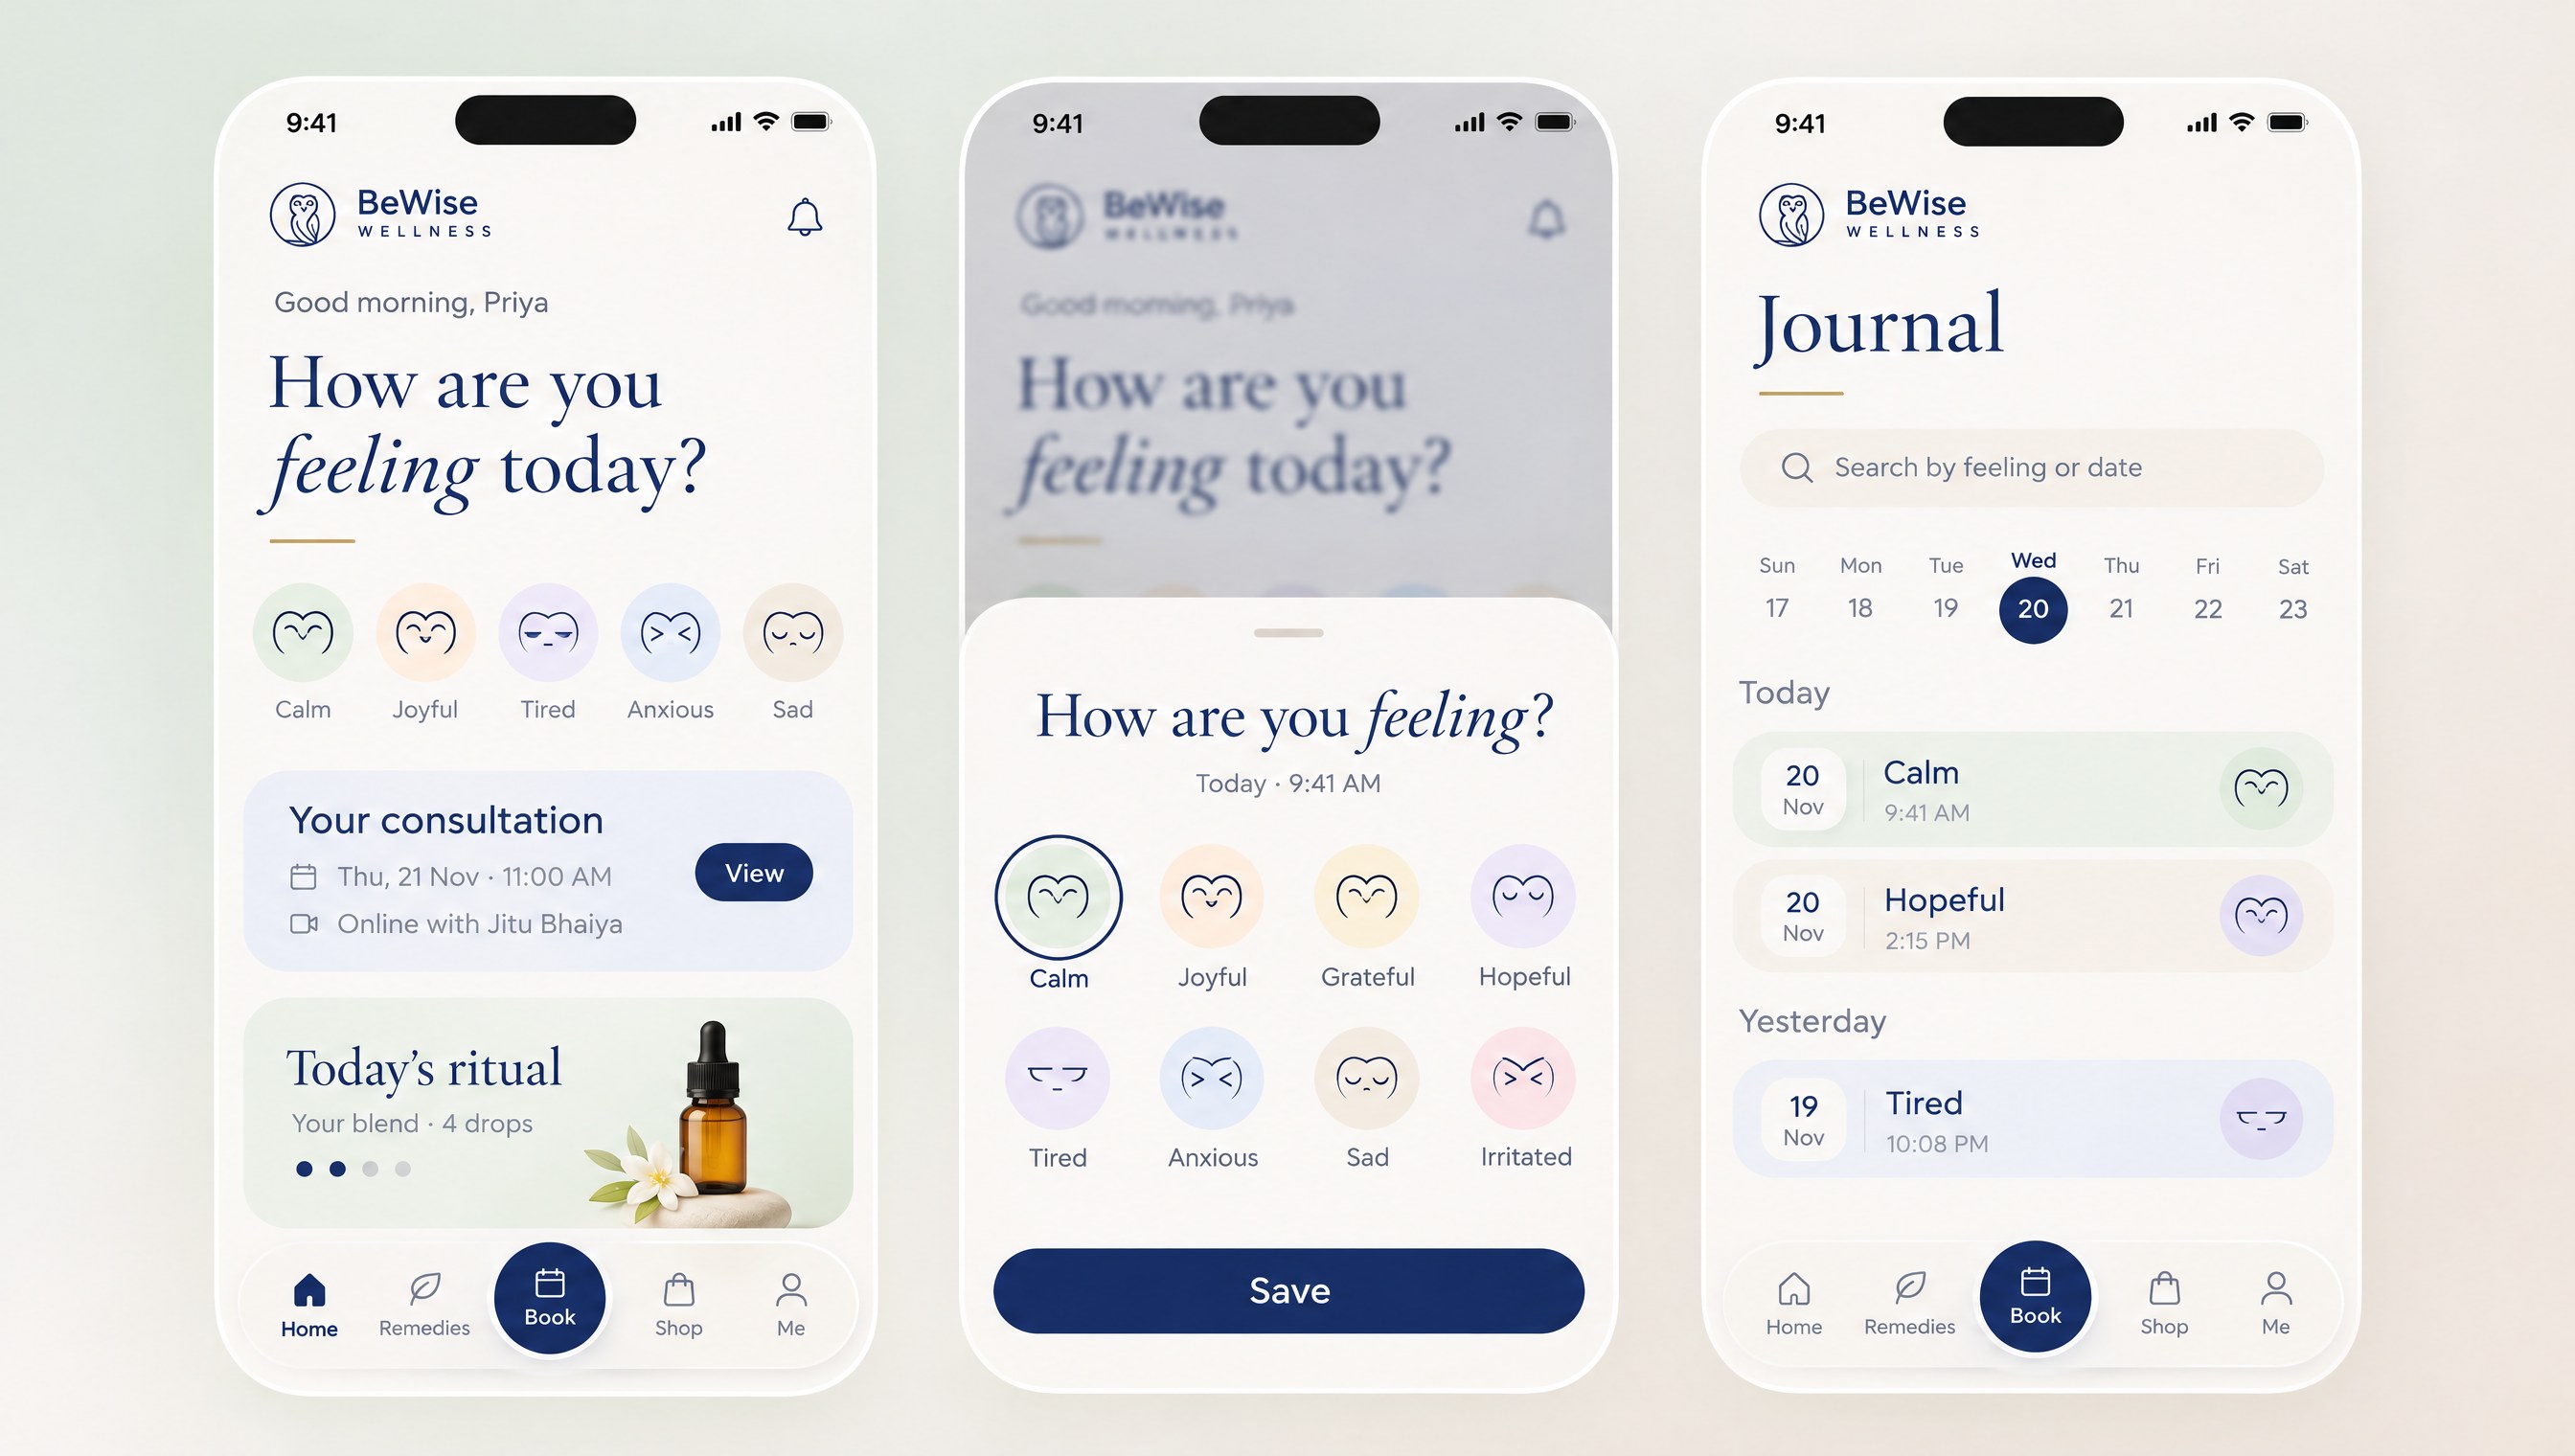 9:41
BeWise
WELLNESS
Good morning, Priya
How are you
feeling today?
Calm
Joyful
Tired
Anxious
Sad
Your consultation
Thu, 21 Nov · 11:00 AM
Online with Jitu Bhaiya
View
Today’s ritual
Your blend · 4 drops
Home
Remedies
Book
Shop
Me
9:41
BeWise
WELLNESS
Good morning, Priya
How are you
feeling today?
How are you feeling?
Today · 9:41 AM
Calm
Joyful
Grateful
Hopeful
Tired
Anxious
Sad
Irritated
Save
9:41
BeWise
WELLNESS
Journal
Search by feeling or date
Sun Mon Tue Wed Thu Fri Sat
17 18 19 20 21 22 23
Today
20
Nov
Calm
9:41 AM
20
Nov
Hopeful
2:15 PM
Yesterday
19
Nov
Tired
10:08 PM
Home
Remedies
Book
Shop
Me